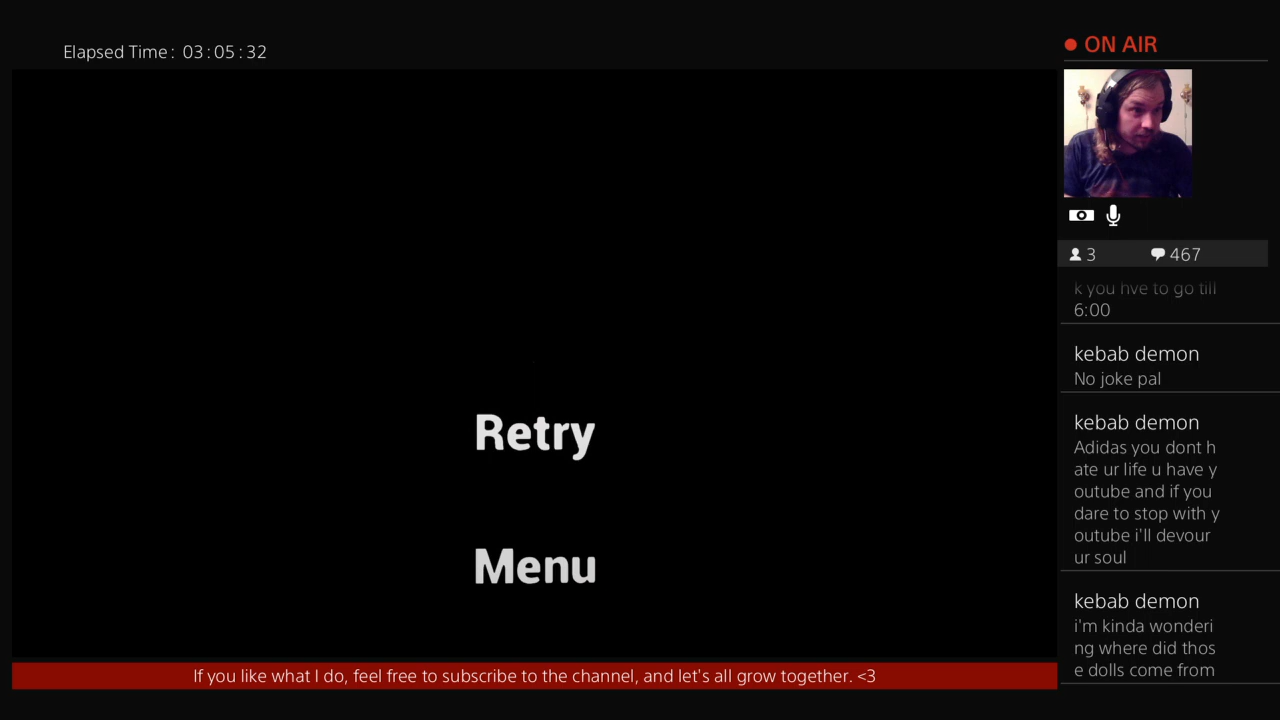 Elapsed Time: 03:05:32
ON AIR
3 467
k you hve to go till
6:00
kebab demon
No joke pal
kebab demon
Adidas you dont h
ate ur life u have y
outube and if you
dare to stop with y
outube i'll devour
ur soul
kebab demon
i'm kinda wonderi
ng where did thos
e dolls come from
Retry
Menu
If you like what I do, feel free to subscribe to the channel, and let's all grow together. <3